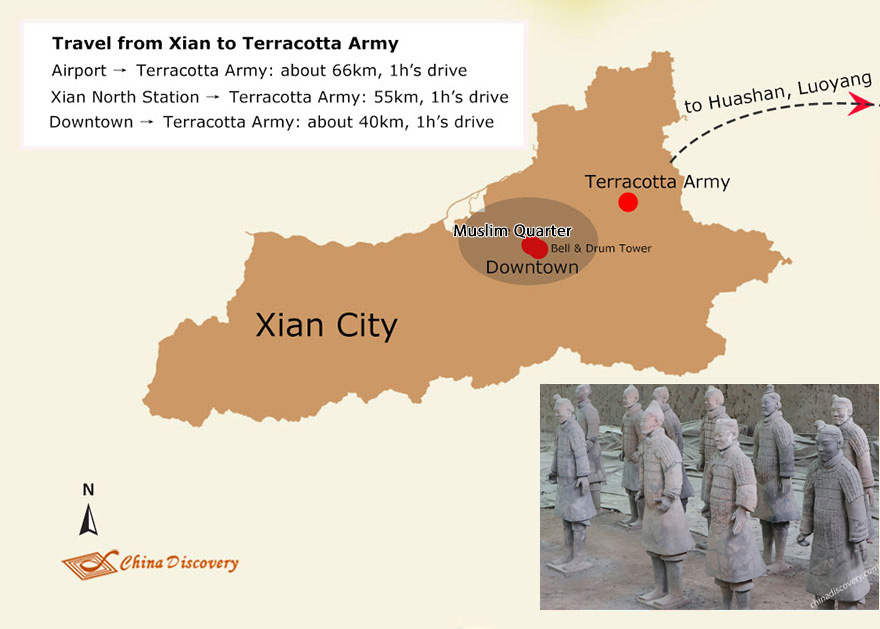 Travel from Xian to Terracotta Army
Airport → Terracotta Army: about 66km, 1h's drive
Xian North Station → Terracotta Army: 55km, 1h's drive
Downtown → Terracotta Army: about 40km, 1h's drive
to Huashan, Luoyang
Terracotta Army
Muslim Quarter
Bell & Drum Tower
Downtown
Xian City
N
China Discovery
chinadiscovery.com